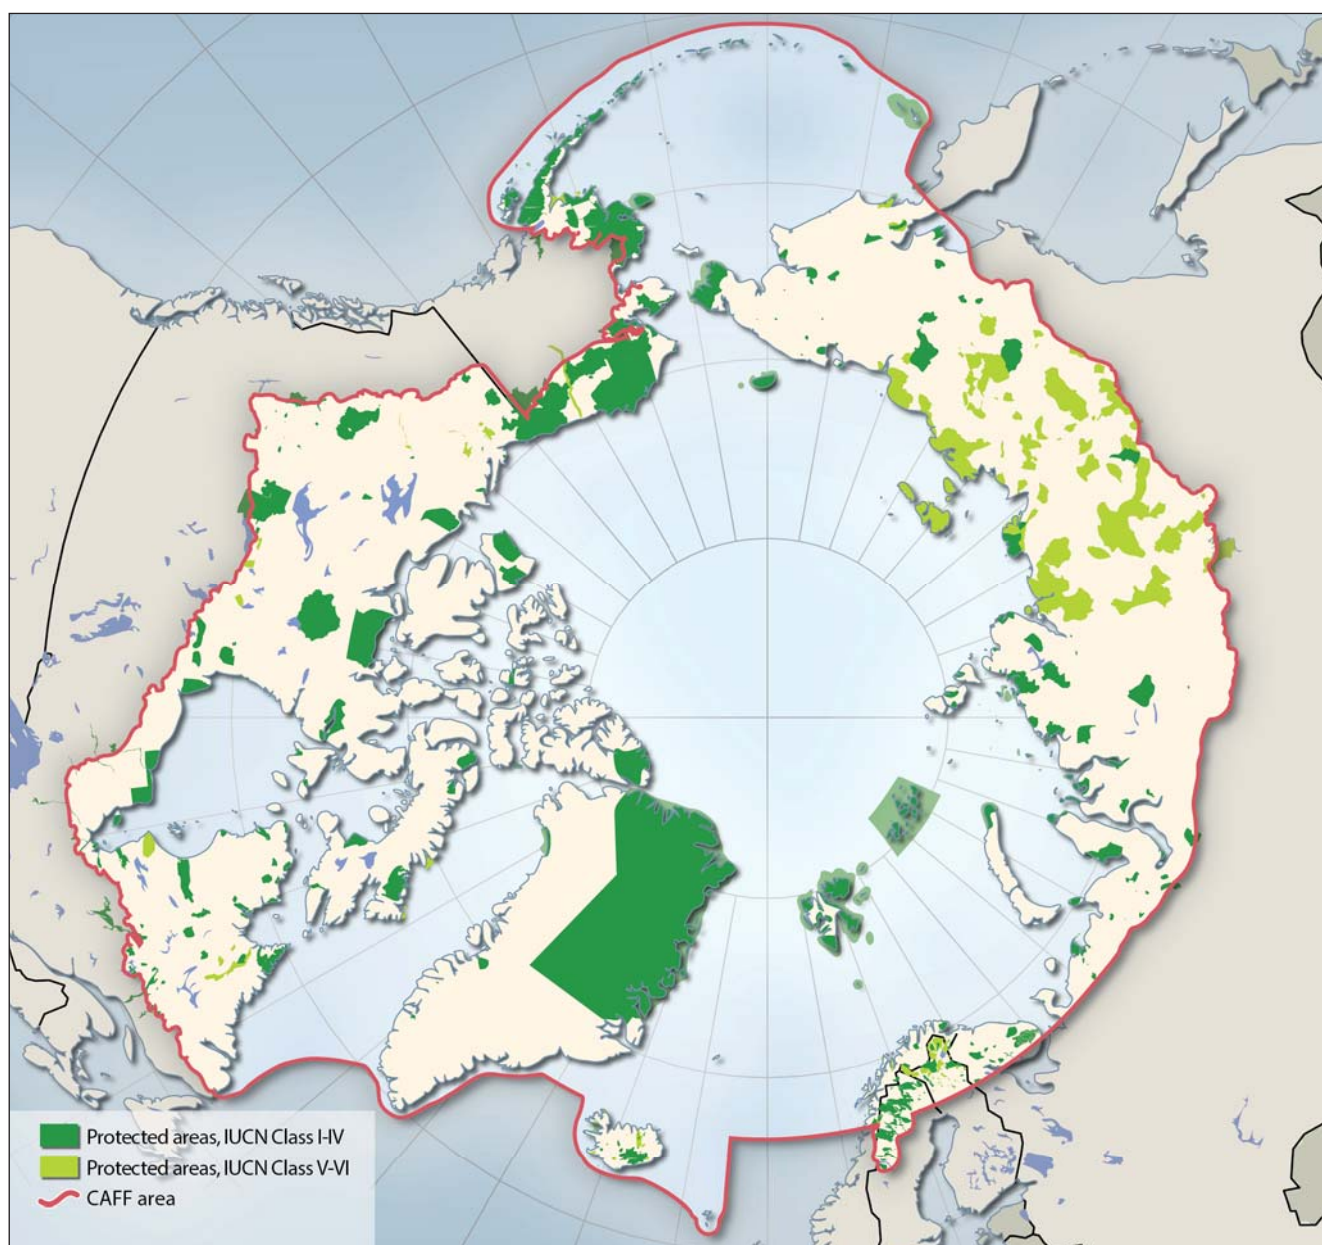 Protected areas, IUCN Class I-IV
Protected areas, IUCN Class V-VI
CAFF area